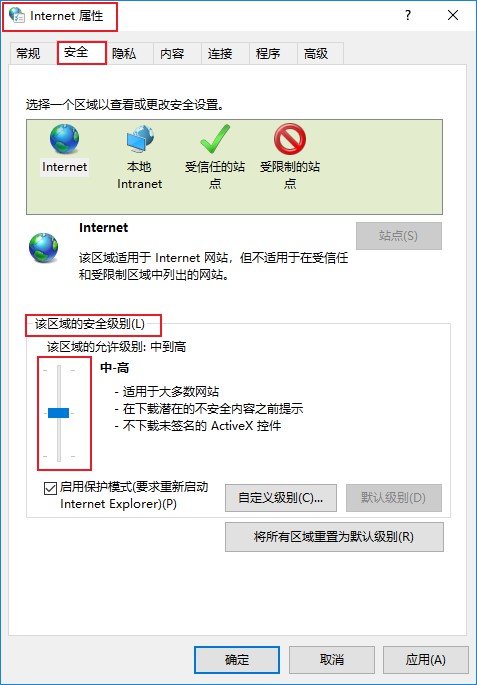 Internet 属性
常规 安全 隐私 内容 连接 程序 高级
选择一个区域以查看或更改安全设置。
Internet
本地
Intranet
受信任的站
点
受限制的站
点
Internet
站点(S)
该区域适用于 Internet 网站，但不适用于在受信任
和受限制区域中列出的网站。
该区域的安全级别(L)
该区域的允许级别: 中到高
中-高
- 适用于大多数网站
- 在下载潜在的不安全内容之前提示
- 不下载未签名的 ActiveX 控件
启用保护模式(要求重新启动
Internet Explorer)(P)
自定义级别(C)...
默认级别(D)
将所有区域重置为默认级别(R)
确定 取消 应用(A)